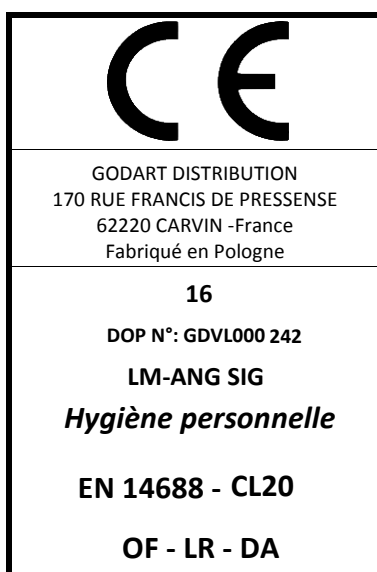 CE
GODART DISTRIBUTION
170 RUE FRANCIS DE PRESSENSE
62220 CARVIN -France
Fabriqué en Pologne
16
DOP N°: GDVL000 242
LM-ANG SIG
Hygiène personnelle
EN 14688 - CL20
OF - LR - DA